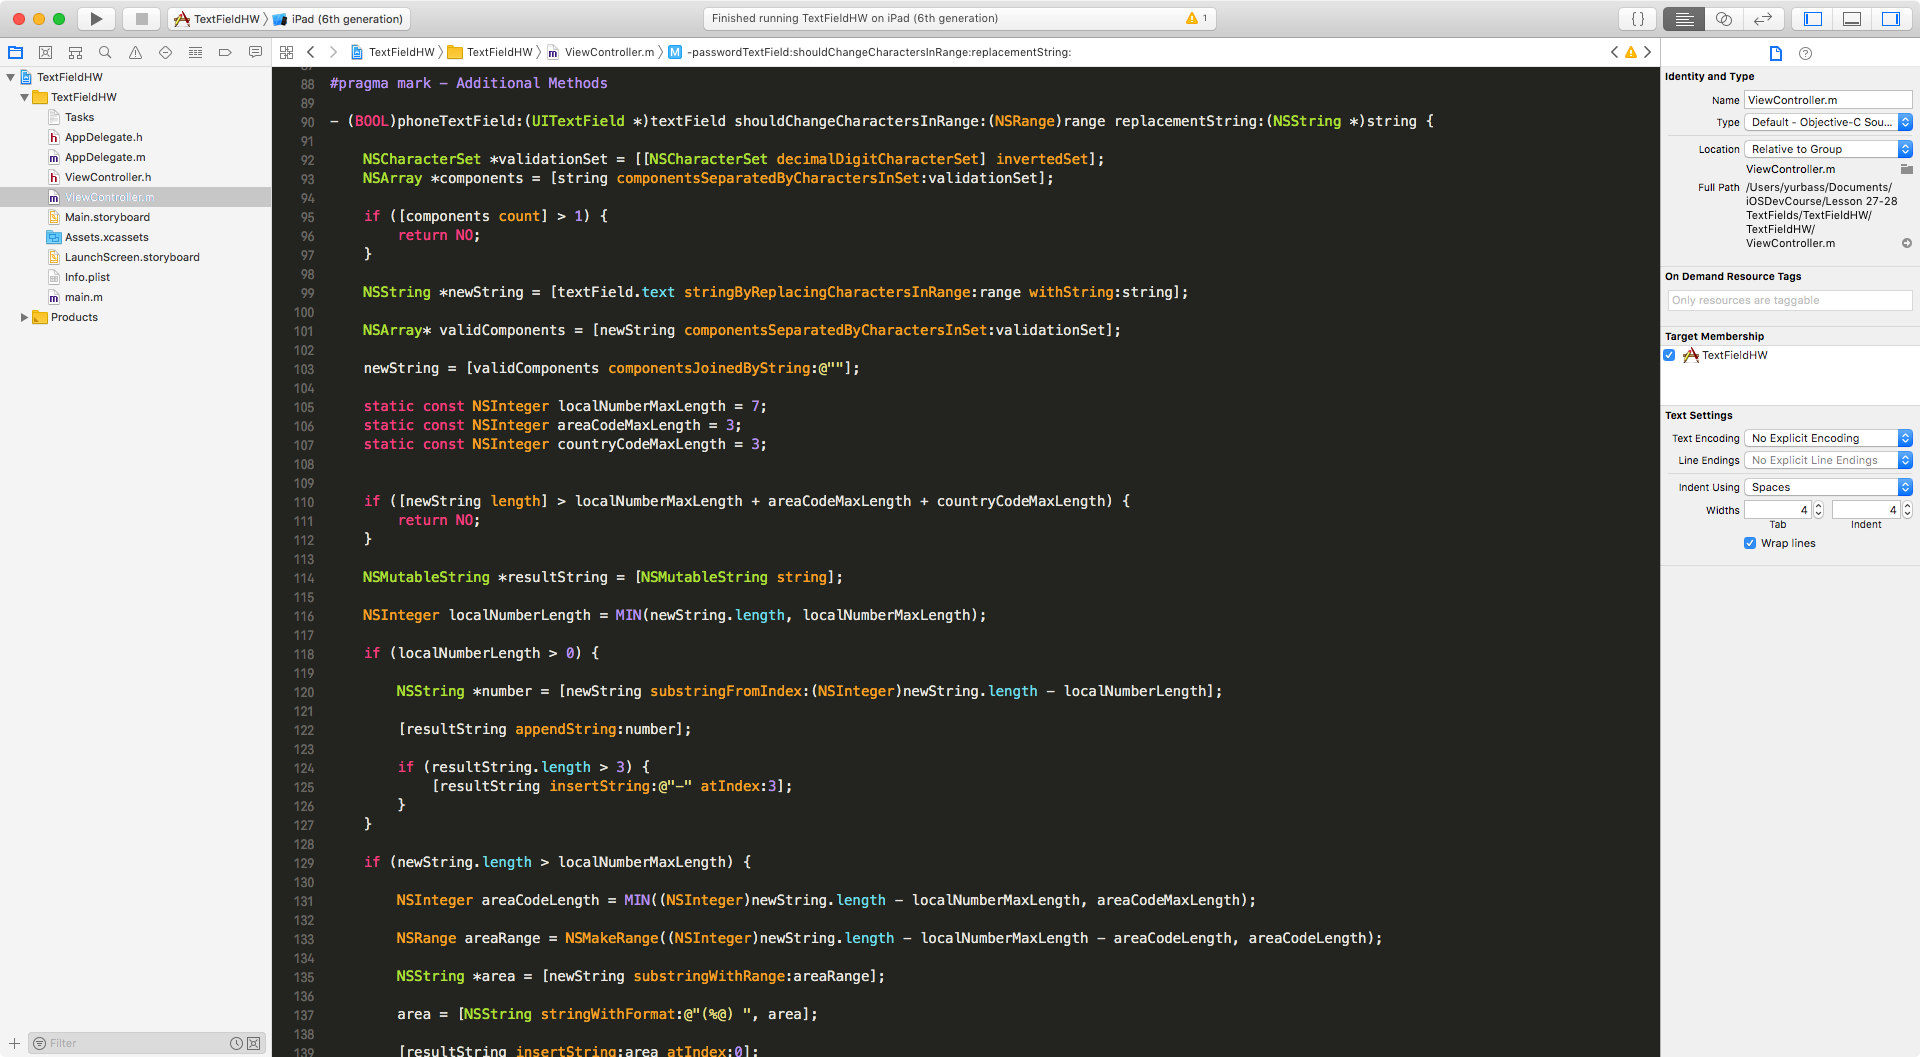 TextFieldHW
iPad (6th generation)
Finished running TextFieldHW on iPad (6th generation)
1
{}
TextFieldHW
TextFieldHW
ViewController.m
M
-passwordTextField:shouldChangeCharactersInRange:replacementString:
TextFieldHW
TextFieldHW
Tasks
h AppDelegate.h
m AppDelegate.m
h ViewController.h
m ViewController.m
Main.storyboard
Assets.xcassets
LaunchScreen.storyboard
Info.plist
m main.m
Products
Filter
88 #pragma mark - Additional Methods
89
90 - (BOOL)phoneTextField:(UITextField *)textField shouldChangeCharactersInRange:(NSRange)range replacementString:(NSString *)string {
91
92 NSCharacterSet *validationSet = [[NSCharacterSet decimalDigitCharacterSet] invertedSet];
93 NSArray *components = [string componentsSeparatedByCharactersInSet:validationSet];
94
95 if ([components count] > 1) {
96 return NO;
97 }
98
99 NSString *newString = [textField.text stringByReplacingCharactersInRange:range withString:string];
100
101 NSArray* validComponents = [newString componentsSeparatedByCharactersInSet:validationSet];
102
103 newString = [validComponents componentsJoinedByString:@""];
104
105 static const NSInteger localNumberMaxLength = 7;
106 static const NSInteger areaCodeMaxLength = 3;
107 static const NSInteger countryCodeMaxLength = 3;
108
109
110 if ([newString length] > localNumberMaxLength + areaCodeMaxLength + countryCodeMaxLength) {
111 return NO;
112 }
113
114 NSMutableString *resultString = [NSMutableString string];
115
116 NSInteger localNumberLength = MIN(newString.length, localNumberMaxLength);
117
118 if (localNumberLength > 0) {
119
120 NSString *number = [newString substringFromIndex:(NSInteger)newString.length - localNumberLength];
121
122 [resultString appendString:number];
123
124 if (resultString.length > 3) {
125 [resultString insertString:@"-" atIndex:3];
126 }
127 }
128
129 if (newString.length > localNumberMaxLength) {
130
131 NSInteger areaCodeLength = MIN((NSInteger)newString.length - localNumberMaxLength, areaCodeMaxLength);
132
133 NSRange areaRange = NSMakeRange((NSInteger)newString.length - localNumberMaxLength - areaCodeLength, areaCodeLength);
134
135 NSString *area = [newString substringWithRange:areaRange];
136
137 area = [NSString stringWithFormat:@"(%@) ", area];
138
139 [resultString insertString:area atIndex:0];
Identity and Type
Name ViewController.m
Type Default - Objective-C Sou...
Location Relative to Group
ViewController.m
Full Path /Users/yurbass/Documents/
iOSDevCourse/Lesson 27-28
TextFields/TextFieldHW/
TextFieldHW/
ViewController.m
On Demand Resource Tags
Only resources are taggable
Target Membership
TextFieldHW
Text Settings
Text Encoding No Explicit Encoding
Line Endings No Explicit Line Endings
Indent Using Spaces
Widths 4 4
Tab Indent
Wrap lines